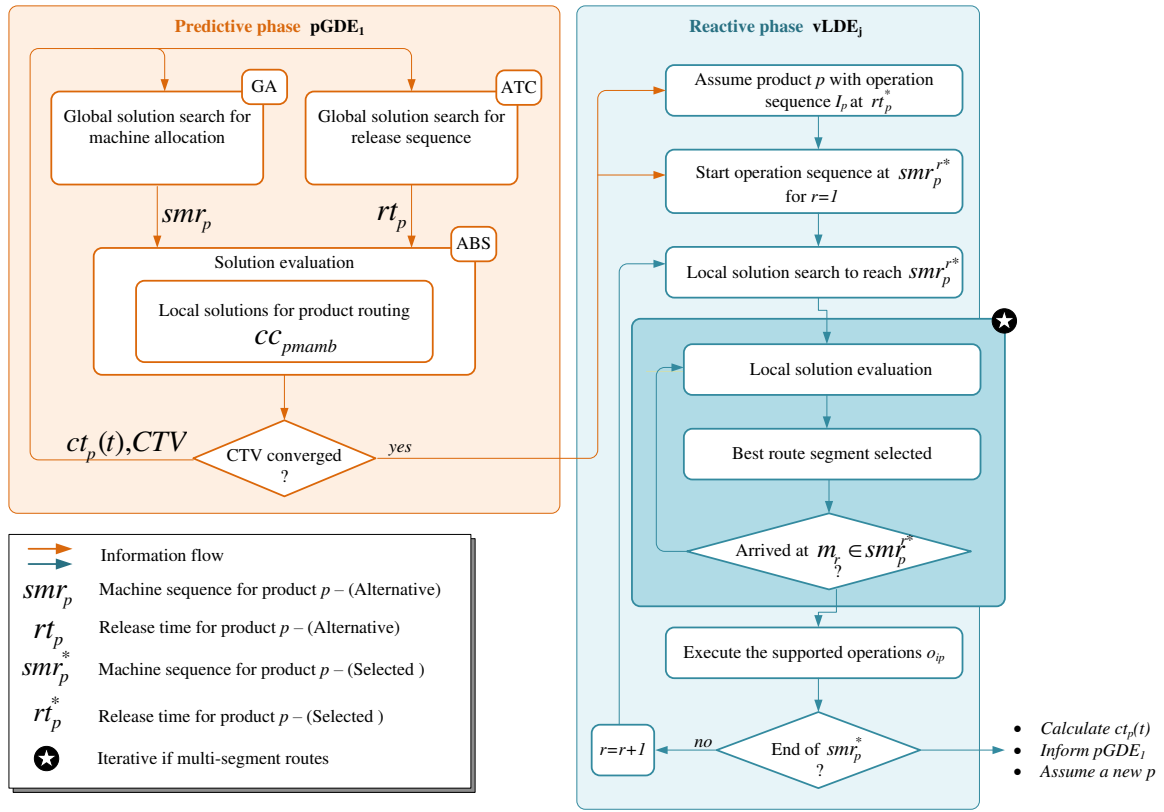 Predictive phase pGDE₁
GA
Global solution search for
machine allocation
ATC
Global solution search for
release sequence
smrₚ
rtₚ
ABS
Solution evaluation
Local solutions for product routing
cc_pmamb
ctₚ(t),CTV
CTV converged
?
yes
Reactive phase vLDEⱼ
Assume product p with operation
sequence Iₚ at rtₚ*
Start operation sequence at smrₚʳ*
for r=1
Local solution search to reach smrₚʳ*
Local solution evaluation
Best route segment selected
Arrived at mᵣ ∈ smrₚʳ*
?
Execute the supported operations oᵢₚ
r=r+1
no
End of smrₚ*
?
• Calculate ctₚ(t)
• Inform pGDE₁
• Assume a new p
Information flow
smrₚ Machine sequence for product p – (Alternative)
rtₚ Release time for product p – (Alternative)
smrₚ* Machine sequence for product p – (Selected )
rtₚ* Release time for product p – (Selected )
Iterative if multi-segment routes